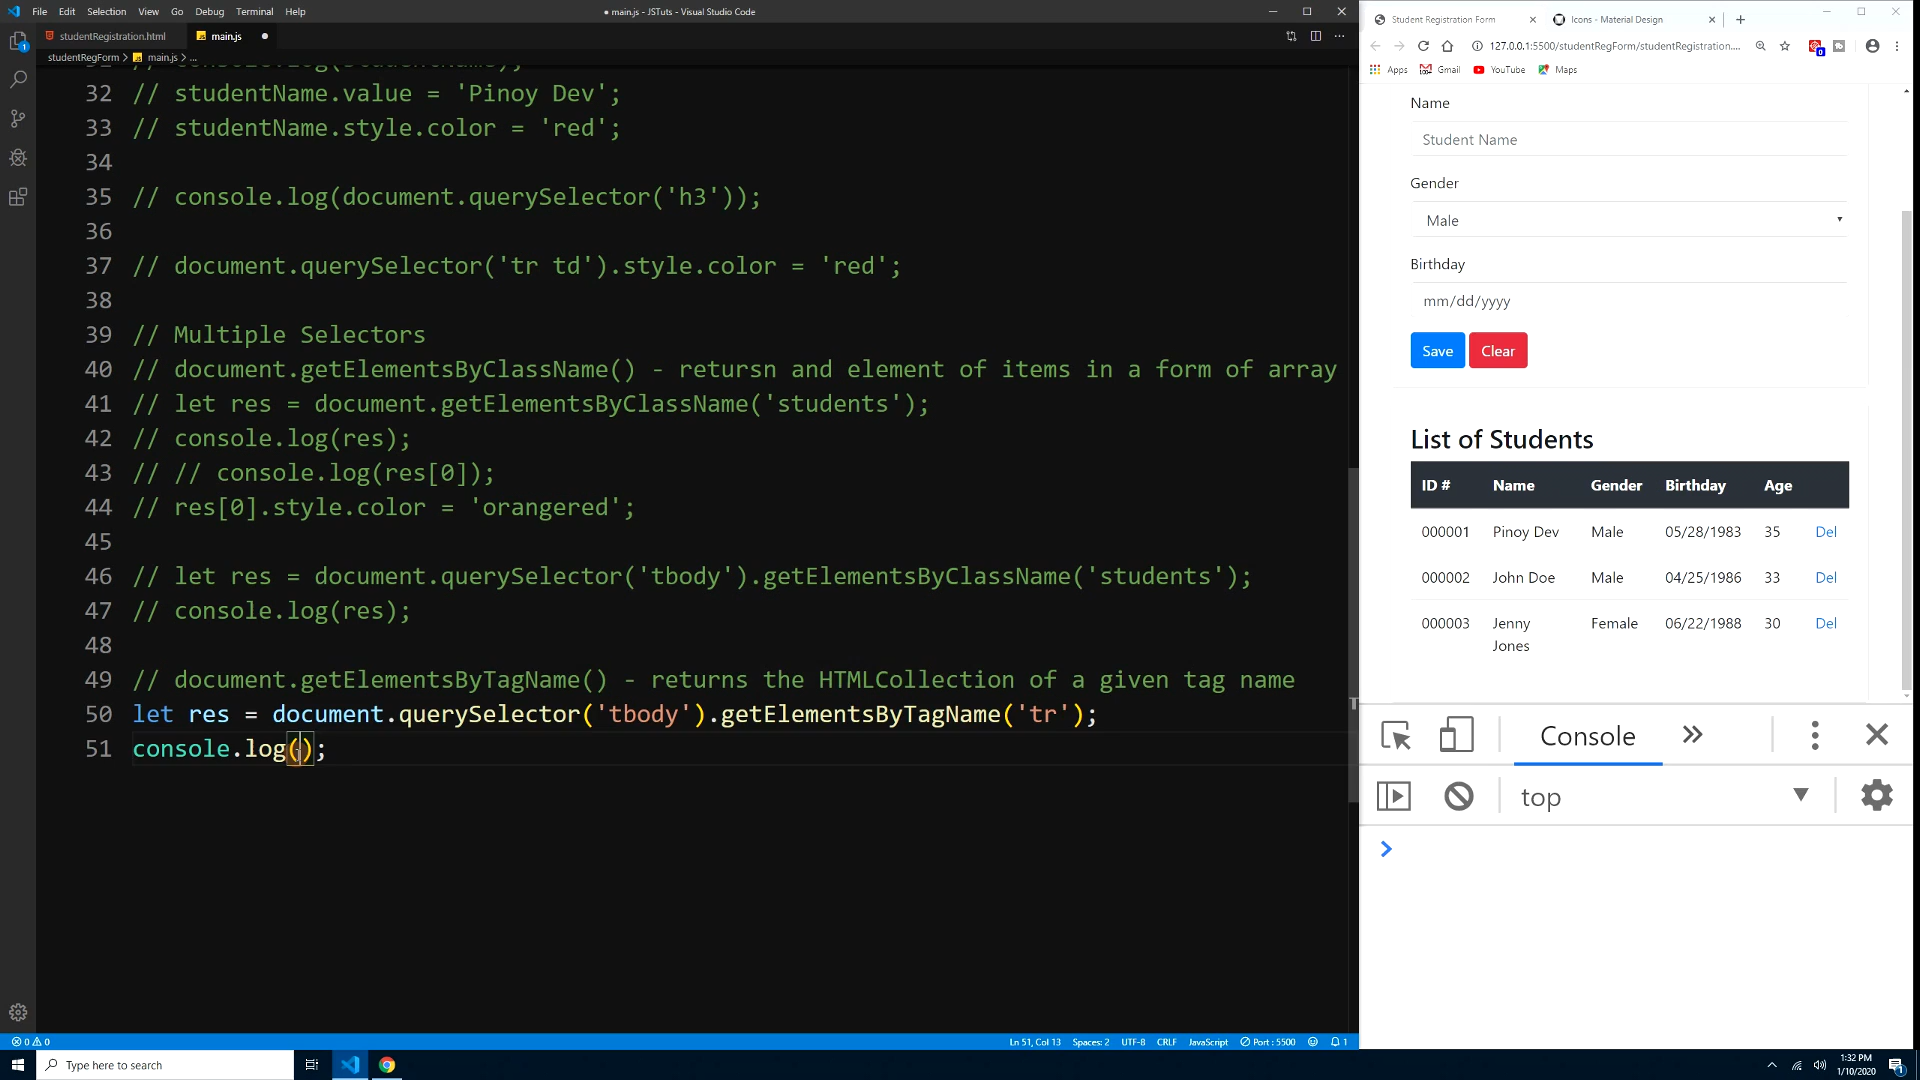 File Edit Selection View Go Debug Terminal Help
● main.js - JSTuts - Visual Studio Code
studentRegistration.html
main.js
studentRegForm > main.js > ...
32 // studentName.value = 'Pinoy Dev';
33 // studentName.style.color = 'red';
34
35 // console.log(document.querySelector('h3'));
36
37 // document.querySelector('tr td').style.color = 'red';
38
39 // Multiple Selectors
40 // document.getElementsByClassName() - retursn and element of items in a form of array
41 // let res = document.getElementsByClassName('students');
42 // console.log(res);
43 // // console.log(res[0]);
44 // res[0].style.color = 'orangered';
45
46 // let res = document.querySelector('tbody').getElementsByClassName('students');
47 // console.log(res);
48
49 // document.getElementsByTagName() - returns the HTMLCollection of a given tag name
50 let res = document.querySelector('tbody').getElementsByTagName('tr');
51 console.log();
0 0
Ln 51, Col 13 Spaces: 2 UTF-8 CRLF JavaScript Port : 5500 1
Student Registration Form
Icons - Material Design
127.0.0.1:5500/studentRegForm/studentRegistration....
Apps Gmail YouTube Maps
Name
Student Name
Gender
Male
Birthday
mm/dd/yyyy
Save Clear
List of Students
ID # Name Gender Birthday Age
000001 Pinoy Dev Male 05/28/1983 35 Del
000002 John Doe Male 04/25/1986 33 Del
000003 Jenny Jones Female 06/22/1988 30 Del
Console
top
Type here to search
1:32 PM
1/10/2020